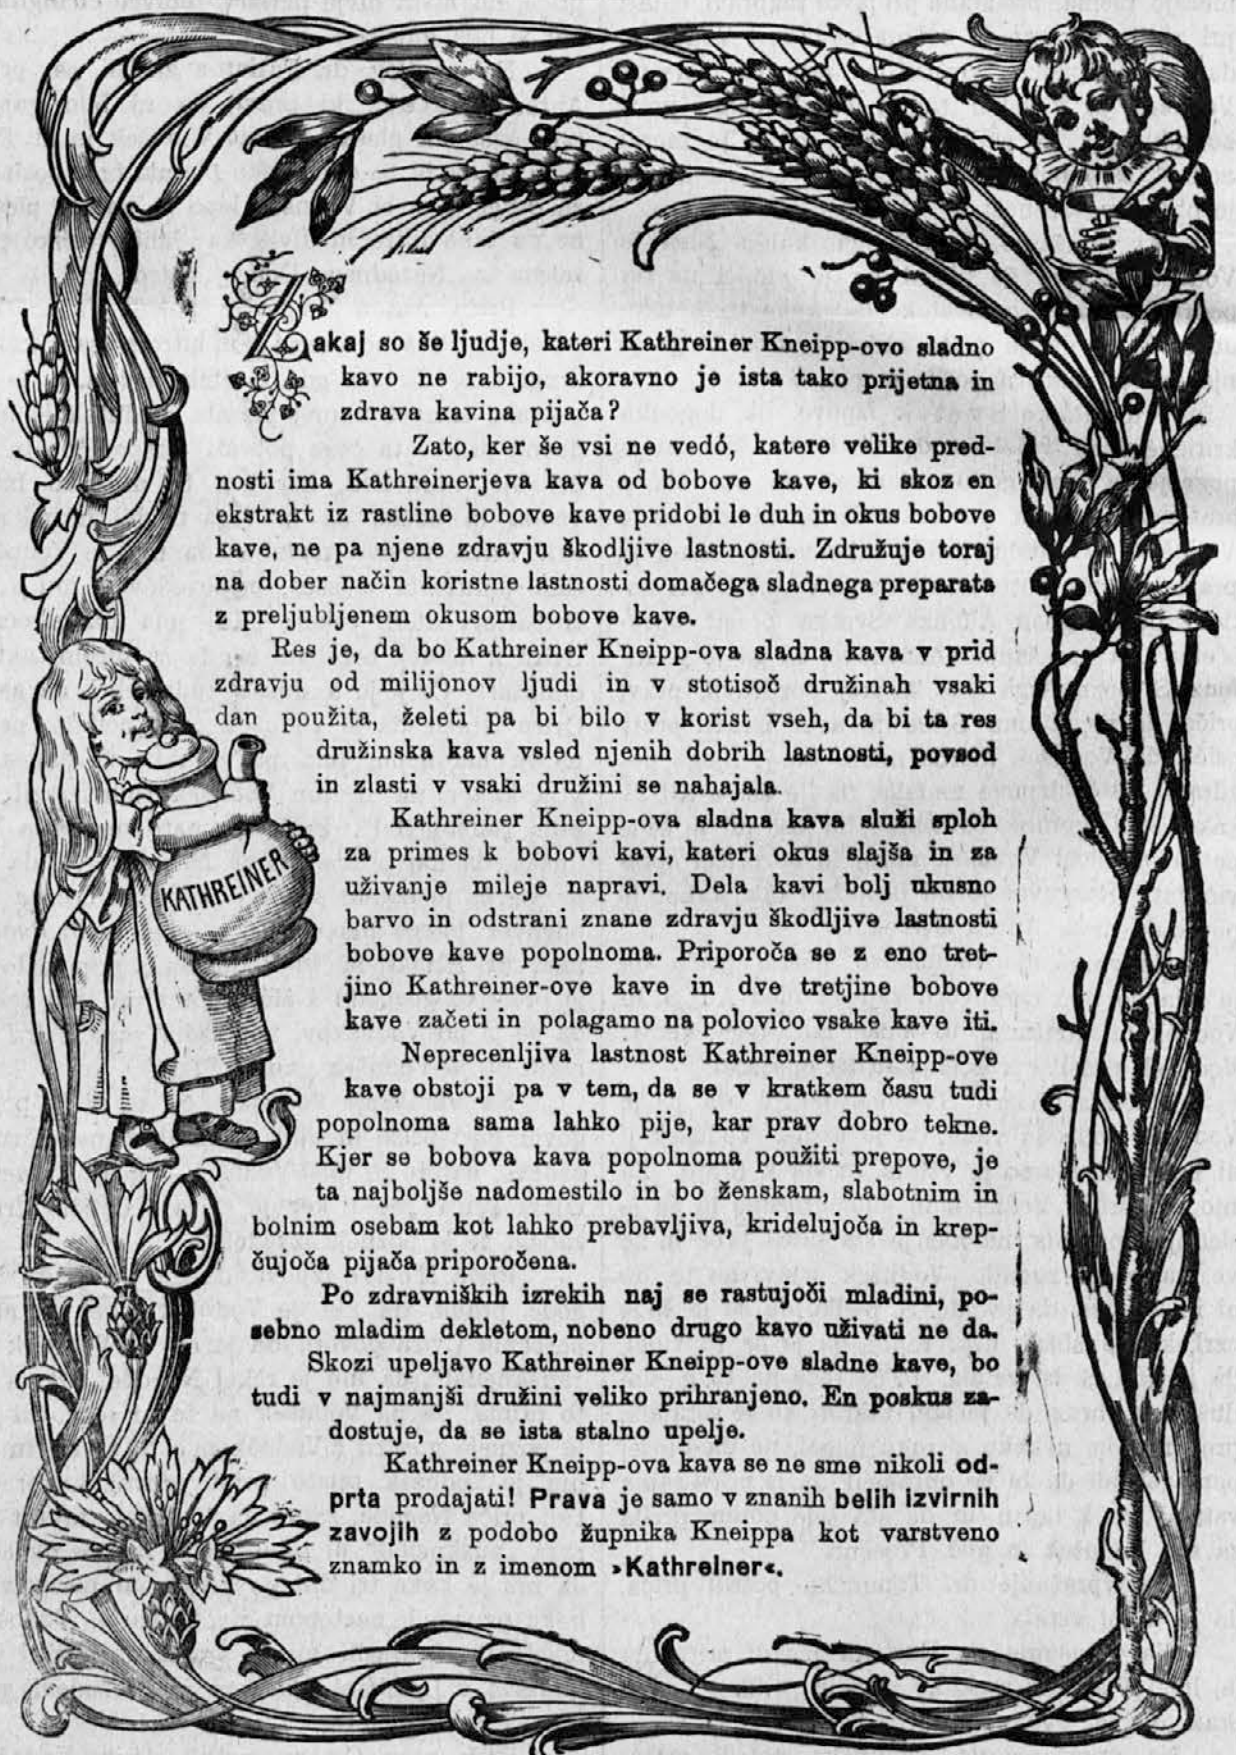 Zakaj so še ljudje, kateri Kathreiner Kneipp-ovo sladno
kavo ne rabijo, akoravno je ista tako prijetna in
zdrava kavina pijača?
Zato, ker še vsi ne vedó, katere velike pred-
nosti ima Kathreinerjeva kava od bobove kave, ki skoz en
ekstrakt iz rastline bobove kave pridobi le duh in okus bobove
kave, ne pa njene zdravju škodljive lastnosti. Združuje toraj
na dober način koristne lastnosti domačega sladnega preparata
z preljubljenem okusom bobove kave.
Res je, da bo Kathreiner Kneipp-ova sladna kava v prid
zdravju od milijonov ljudi in v stotisoč družinah vsaki
dan použita, želeti pa bi bilo v korist vseh, da bi ta res
družinska kava vsled njenih dobrih lastnosti, povsod
in zlasti v vsaki družini se nahajala.
Kathreiner Kneipp-ova sladna kava služi sploh
za primes k bobovi kavi, kateri okus slajša in za
uživanje mileje napravi. Dela kavi bolj ukusno
barvo in odstrani znane zdravju škodljive lastnosti
bobove kave popolnoma. Priporoča se z eno tret-
jino Kathreiner-ove kave in dve tretjine bobove
kave začeti in polagamo na polovico vsake kave iti.
Neprecenljiva lastnost Kathreiner Kneipp-ove
kave obstoji pa v tem, da se v kratkem času tudi
popolnoma sama lahko pije, kar prav dobro tekne.
Kjer se bobova kava popolnoma použiti prepove, je
ta najboljše nadomestilo in bo ženskam, slabotnim in
bolnim osebam kot lahko prebavljiva, kridelujoča in krep-
čujoča pijača priporočena.
Po zdravniških izrekih naj se rastujoči mladini, po-
sebno mladim dekletom, nobeno drugo kavo uživati ne da.
Skozi upeljavo Kathreiner Kneipp-ove sladne kave, bo
tudi v najmanjši družini veliko prihranjeno. En poskus za-
dostuje, da se ista stalno upelje.
Kathreiner Kneipp-ova kava se ne sme nikoli od-
prta prodajati! Prava je samo v znanih belih izvirnih
zavojih z podobo župnika Kneippa kot varstveno
znamko in z imenom »Kathreiner«.
KATHREINER